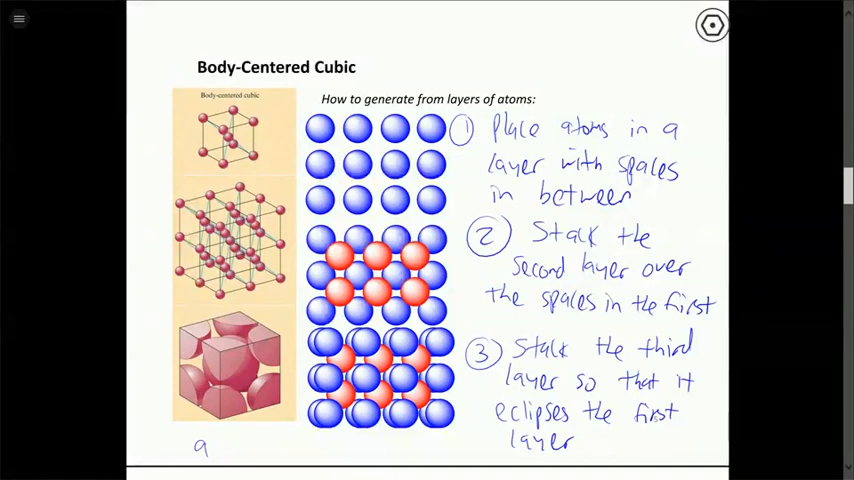 Body-Centered Cubic
Body-centered cubic
How to generate from layers of atoms:
① Place atoms in a
layer with spaces
in between
② Stack the
second layer over
the spaces in the first
③ Stack the third
layer so that it
eclipses the first
layer
a